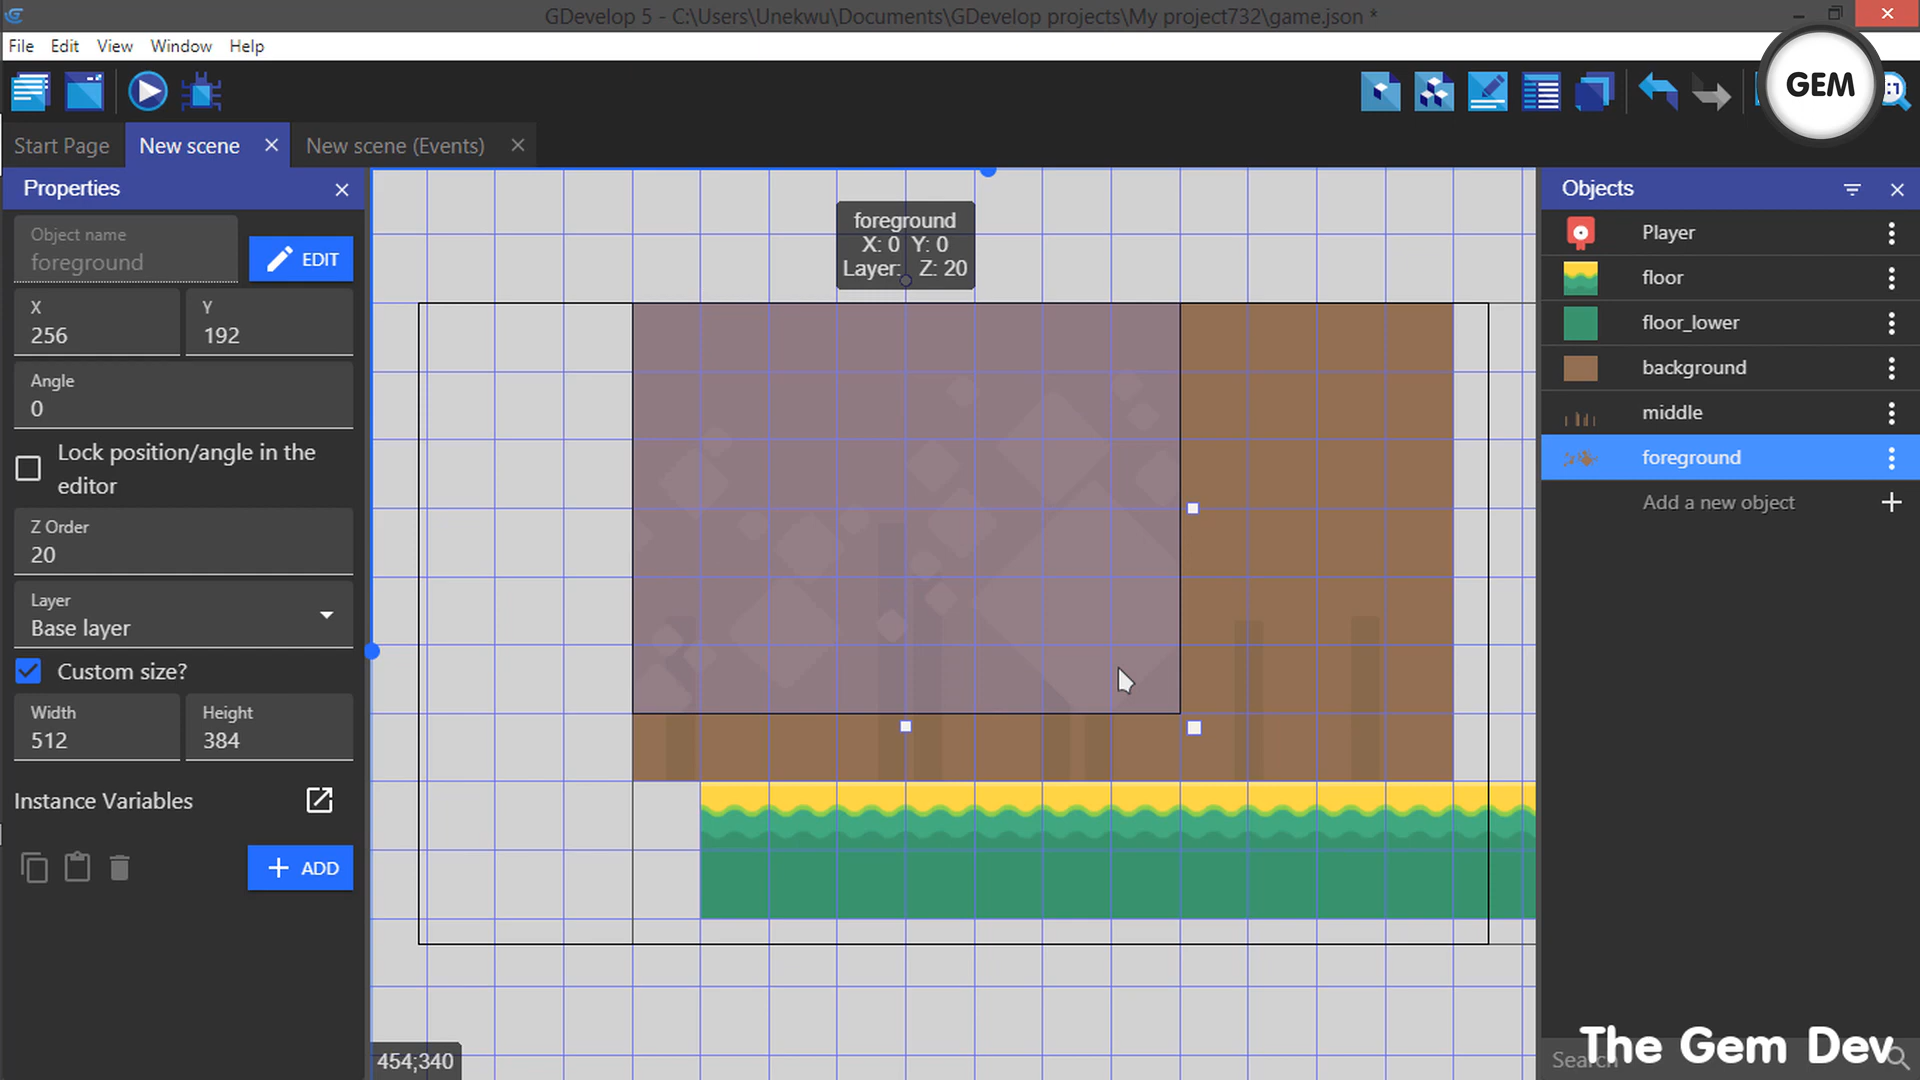 GDevelop 5 - C:\Users\Unekwu\Documents\GDevelop projects\My project732\game.json *
File Edit View Window Help
GEM
1:1
Start Page
New scene
New scene (Events)
Properties
Object name
foreground
EDIT
X
256
Y
192
Angle
0
Lock position/angle in the
editor
Z Order
20
Layer
Base layer
Custom size?
Width
512
Height
384
Instance Variables
ADD
foreground
X: 0 Y: 0
Layer: Z: 20
454;340
Objects
Player
floor
floor_lower
background
middle
foreground
Add a new object
Search
The Gem Dev